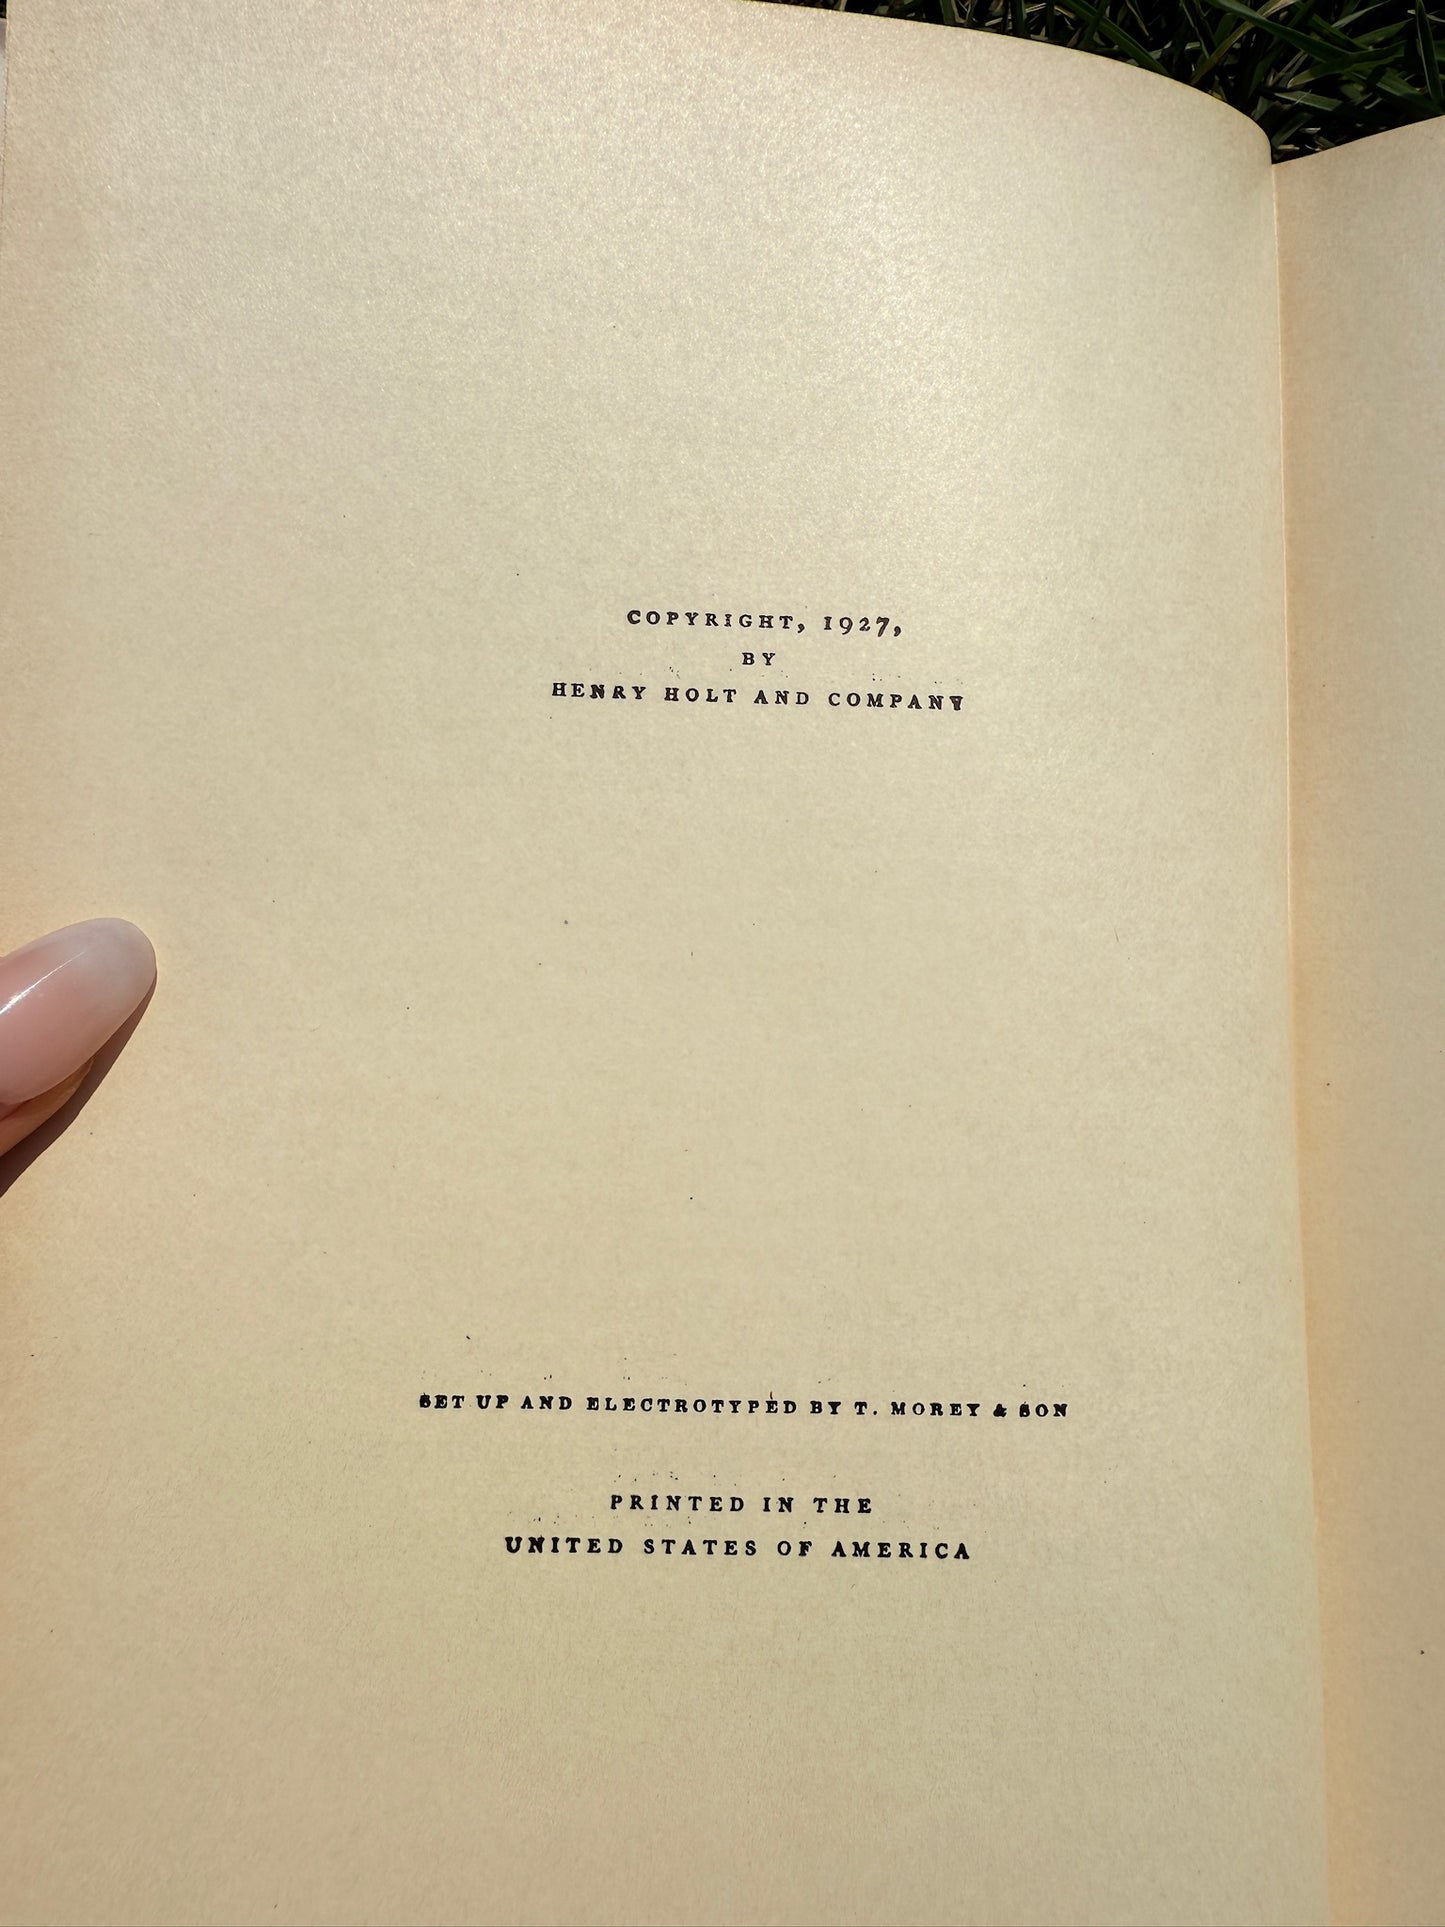 COPYRIGHT, 1927,
BY
HENRY HOLT AND COMPANY
SET UP AND ELECTROTYPED BY T. MOREY & SON
PRINTED IN THE
UNITED STATES OF AMERICA